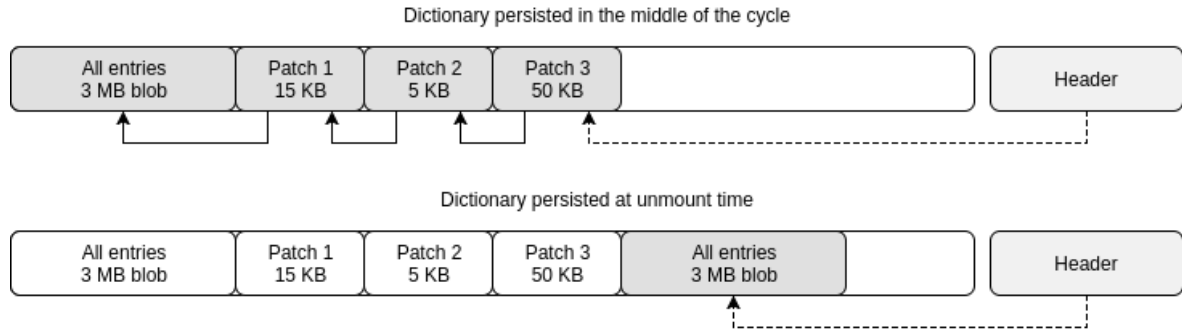 Dictionary persisted in the middle of the cycle
All entries
3 MB blob
Patch 1
15 KB
Patch 2
5 KB
Patch 3
50 KB
Header
Dictionary persisted at unmount time
All entries
3 MB blob
Patch 1
15 KB
Patch 2
5 KB
Patch 3
50 KB
All entries
3 MB blob
Header